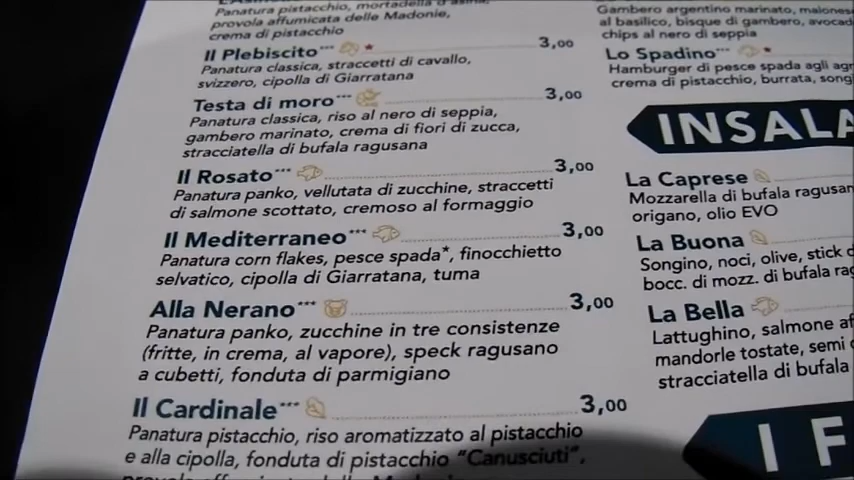 Panatura pistacchio, mortadella d'asina,
provola affumicata delle Madonie,
crema di pistacchio
Il Plebiscito*** * 3,00
Panatura classica, straccetti di cavallo,
svizzero, cipolla di Giarratana
Testa di moro*** 3,00
Panatura classica, riso al nero di seppia,
gambero marinato, crema di fiori di zucca,
stracciatella di bufala ragusana
Il Rosato*** 3,00
Panatura panko, vellutata di zucchine, straccetti
di salmone scottato, cremoso al formaggio
Il Mediterraneo*** 3,00
Panatura corn flakes, pesce spada*, finocchietto
selvatico, cipolla di Giarratana, tuma
Alla Nerano*** 3,00
Panatura panko, zucchine in tre consistenze
(fritte, in crema, al vapore), speck ragusano
a cubetti, fonduta di parmigiano
Il Cardinale*** 3,00
Panatura pistacchio, riso aromatizzato al pistacchio
e alla cipolla, fonduta di pistacchio "Canusciuti",
Gambero argentino marinato,
al basilico, bisque di gambero,
chips al nero di seppia
Lo Spadino*** *
Hamburger di pesce spada agli
crema di pistacchio, burrata,
INSALA
La Caprese
Mozzarella di bufala
origano, olio EVO
La Buona
Songino, noci, olive, stick
bocc. di mozz. di bufala
La Bella
Lattughino, salmone
mandorle tostate, semi
stracciatella di bufala
I F